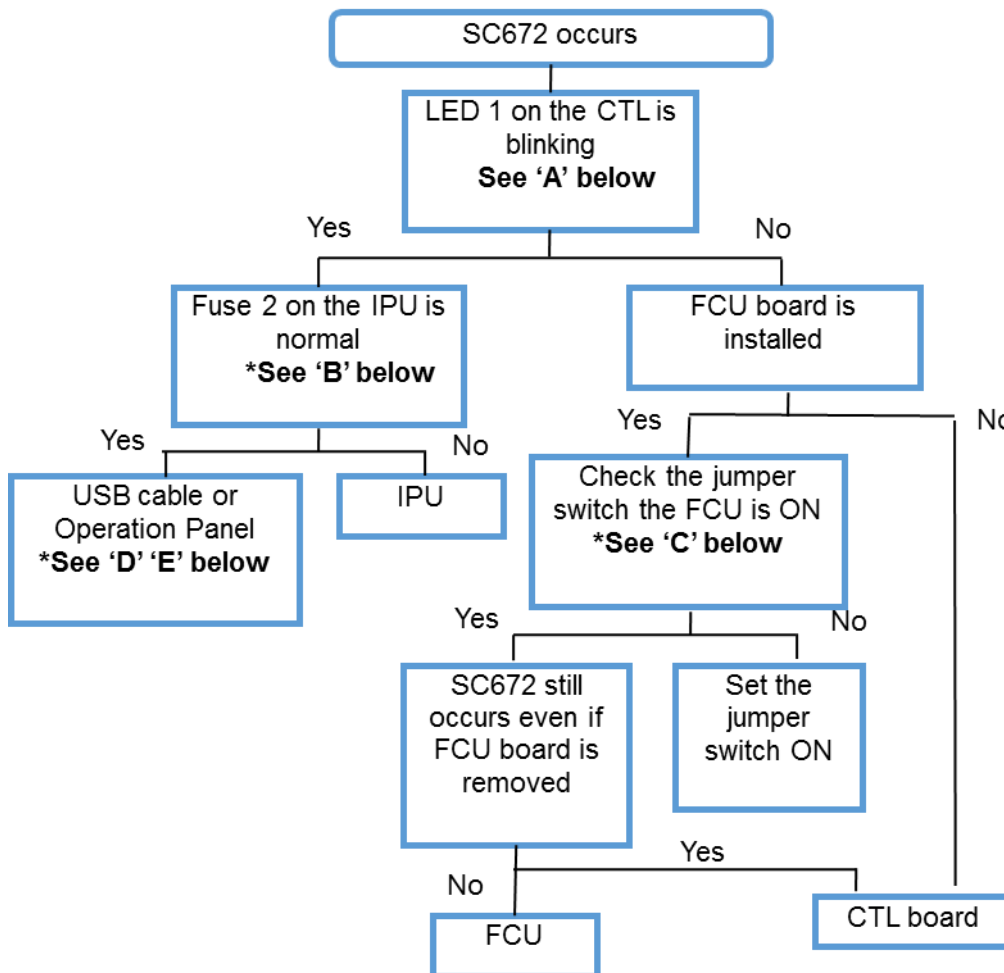 SC672 occurs
LED 1 on the CTL is
blinking
See ‘A’ below
Yes
No
Fuse 2 on the IPU is
normal
*See ‘B’ below
FCU board is
installed
Yes
No
Yes
No
USB cable or
Operation Panel
*See ‘D’ ‘E’ below
IPU
Check the jumper
switch the FCU is ON
*See ‘C’ below
Yes
No
SC672 still
occurs even if
FCU board is
removed
Set the
jumper
switch ON
Yes
No
FCU
CTL board